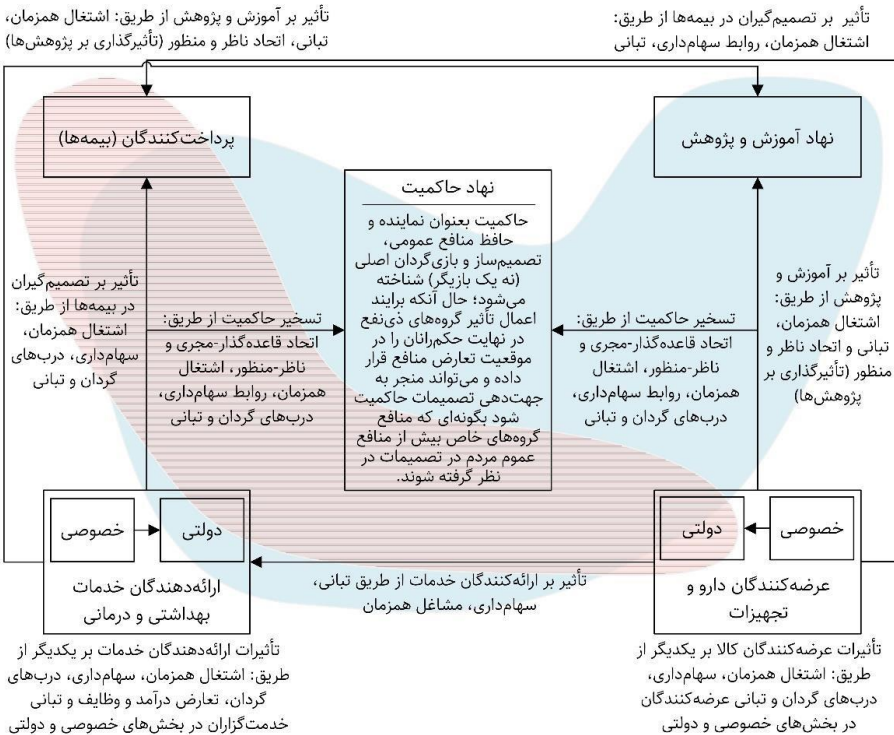 تأثیر بر تصمیم‌گیران در بیمه‌ها از طریق:
اشتغال همزمان، روابط سهام‌داری، تبانی
تأثیر بر آموزش و پژوهش از طریق: اشتغال همزمان،
تبانی، اتحاد ناظر و منظور (تأثیرگذاری بر پژوهش‌ها)
نهاد آموزش و پژوهش
پرداخت‌کنندگان (بیمه‌ها)
نهاد حاکمیت
حاکمیت بعنوان نماینده و
حافظ منافع عمومی،
تصمیم‌ساز و بازی‌گردان اصلی
(نه یک بازیگر) شناخته
می‌شود؛ حال آنکه برایند
اعمال تأثیر گروه‌های ذی‌نفع
در نهایت حکم‌رانان را در
موقعیت تعارض منافع قرار
داده و می‌تواند منجر به
جهت‌دهی تصمیمات حاکمیت
شود بگونه‌ای که منافع
گروه‌های خاص بیش از منافع
عموم مردم در تصمیمات در
نظر گرفته شوند.
تأثیر بر آموزش و
پژوهش از طریق:
اشتغال همزمان،
تبانی و اتحاد ناظر و
منظور (تأثیرگذاری بر
پژوهش‌ها)
تسخیر حاکمیت از طریق:
اتحاد قاعده‌گذار-مجری و
ناظر-منظور، اشتغال
همزمان، روابط سهام‌داری،
درب‌های گردان و تبانی
تسخیر حاکمیت از طریق:
اتحاد قاعده‌گذار-مجری و
ناظر-منظور، اشتغال
همزمان، روابط سهام‌داری،
درب‌های گردان و تبانی
تأثیر بر تصمیم‌گیران
در بیمه‌ها از طریق:
اشتغال همزمان،
سهام‌داری، درب‌های
گردان و تبانی
خصوصی
دولتی
عرضه‌کنندگان دارو و
تجهیزات
تأثیر بر ارائه‌کنندگان خدمات از طریق تبانی،
سهام‌داری، مشاغل همزمان
دولتی
خصوصی
ارائه‌دهندگان خدمات
بهداشتی و درمانی
تأثیرات عرضه‌کنندگان کالا بر یکدیگر از
طریق: اشتغال همزمان، سهام‌داری،
درب‌های گردان و تبانی عرضه‌کنندگان
در بخش‌های خصوصی و دولتی
تأثیرات ارائه‌دهندگان خدمات بر یکدیگر از
طریق: اشتغال همزمان، سهام‌داری، درب‌های
گردان، تعارض درآمد و وظایف و تبانی
خدمت‌گزاران در بخش‌های خصوصی و دولتی